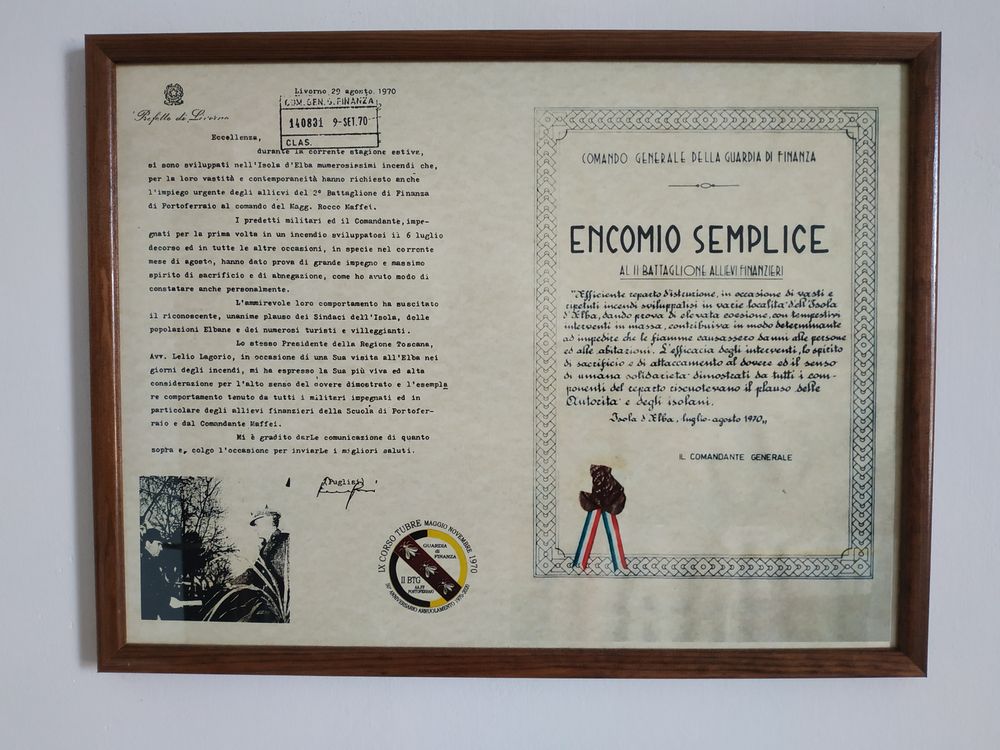 Livorno 29 agosto 1970
Prefetto di Livorno
COM.GEN.G.FINANZA
140831 9-SET.70
CLAS.
Eccellenza,
durante la corrente stagione estiva,
si sono sviluppati nell'Isola d'Elba numerosissimi incendi che,
per la loro vastità e contemporaneità hanno richiesto anche
l'impiego urgente degli allievi del 2° Battaglione di Finanza
di Portoferraio al comando del Magg. Rocco Maffei.
I predetti militari ed il Comandante,impe-
gnati per la prima volta in un incendio sviluppatosi il 6 luglio
decorso ed in tutte le altre occasioni, in specie nel corrente
mese di agosto, hanno dato prova di grande impegno e massimo
spirito di sacrificio e di abnegazione, come ho avuto modo di
constatare anche personalmente.
L'ammirevole loro comportamento ha suscitato
il riconoscente, unanime plauso dei Sindaci dell'Isola, delle
popolazioni Elbane e dei numerosi turisti e villeggianti.
Lo stesso Presidente della Regione Toscana,
Avv. Lelio Lagorio, in occasione di una Sua visita all'Elba nei
giorni degli incendi, mi ha espresso la Sua più viva ed alta
considerazione per l'alto senso del dovere dimostrato e l'esempla
re comportamento tenuto da tutti i militari impegnati ed in
particolare degli allievi finanzieri della Scuola di Portofer-
raio e dal Comandante Maffei.
Mi è gradito darLe comunicazione di quanto
sopra e, colgo l'occasione per inviarLe i migliori saluti.
(Puglisi)
IX CORSO TUBRE MAGGIO NOVEMBRE 1970
GUARDIA
di
FINANZA
II BTG
AA.FF
PORTOFERRAIO
50° ANNIVERSARIO ARRUOLAMENTO 1970-2020
COMANDO GENERALE DELLA GUARDIA DI FINANZA
ENCOMIO SEMPLICE
AL II BATTAGLIONE ALLIEVI FINANZIERI
"Efficiente reparto d'istruzione, in occasione di vasti e
ripetuti incendi sviluppatisi in varie località dell'Isola
d'Elba, dando prova di elevata coesione, con tempestivi
interventi in massa, contribuiva in modo determinante
ad impedire che le fiamme causassero danni alle persone
ed alle abitazioni. L'efficacia degli interventi, lo spirito
di sacrificio e di attaccamento al dovere ed il senso
di umana solidarietà dimostrati da tutti i com-
ponenti del reparto riscuotevano il plauso delle
Autorità e degli isolani.
Isola d'Elba, luglio-agosto 1970„
IL COMANDANTE GENERALE